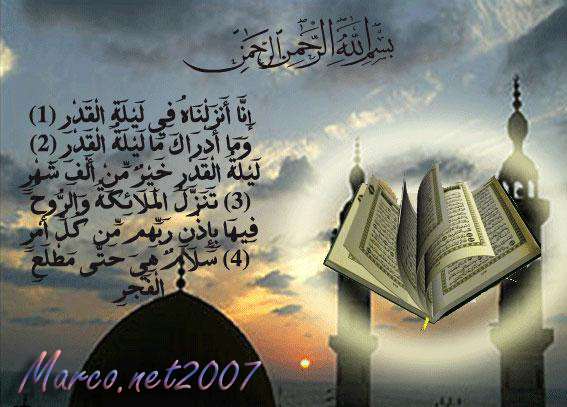 بسم الله الرحمن الرحيم
إِنَّا أَنزَلْنَاهُ فِي لَيْلَةِ الْقَدْرِ (1)
وَمَا أَدْرَاكَ مَا لَيْلَةُ الْقَدْرِ (2)
لَيْلَةُ الْقَدْرِ خَيْرٌ مِّنْ أَلْفِ شَهْرٍ
(3) تَنَزَّلُ الْمَلَائِكَةُ وَالرُّوحُ
فِيهَا بِإِذْنِ رَبِّهِم مِّن كُلِّ أَمْرٍ
(4) سَلَامٌ هِيَ حَتَّى مَطْلَعِ
الْفَجْرِ
Marco.net2007